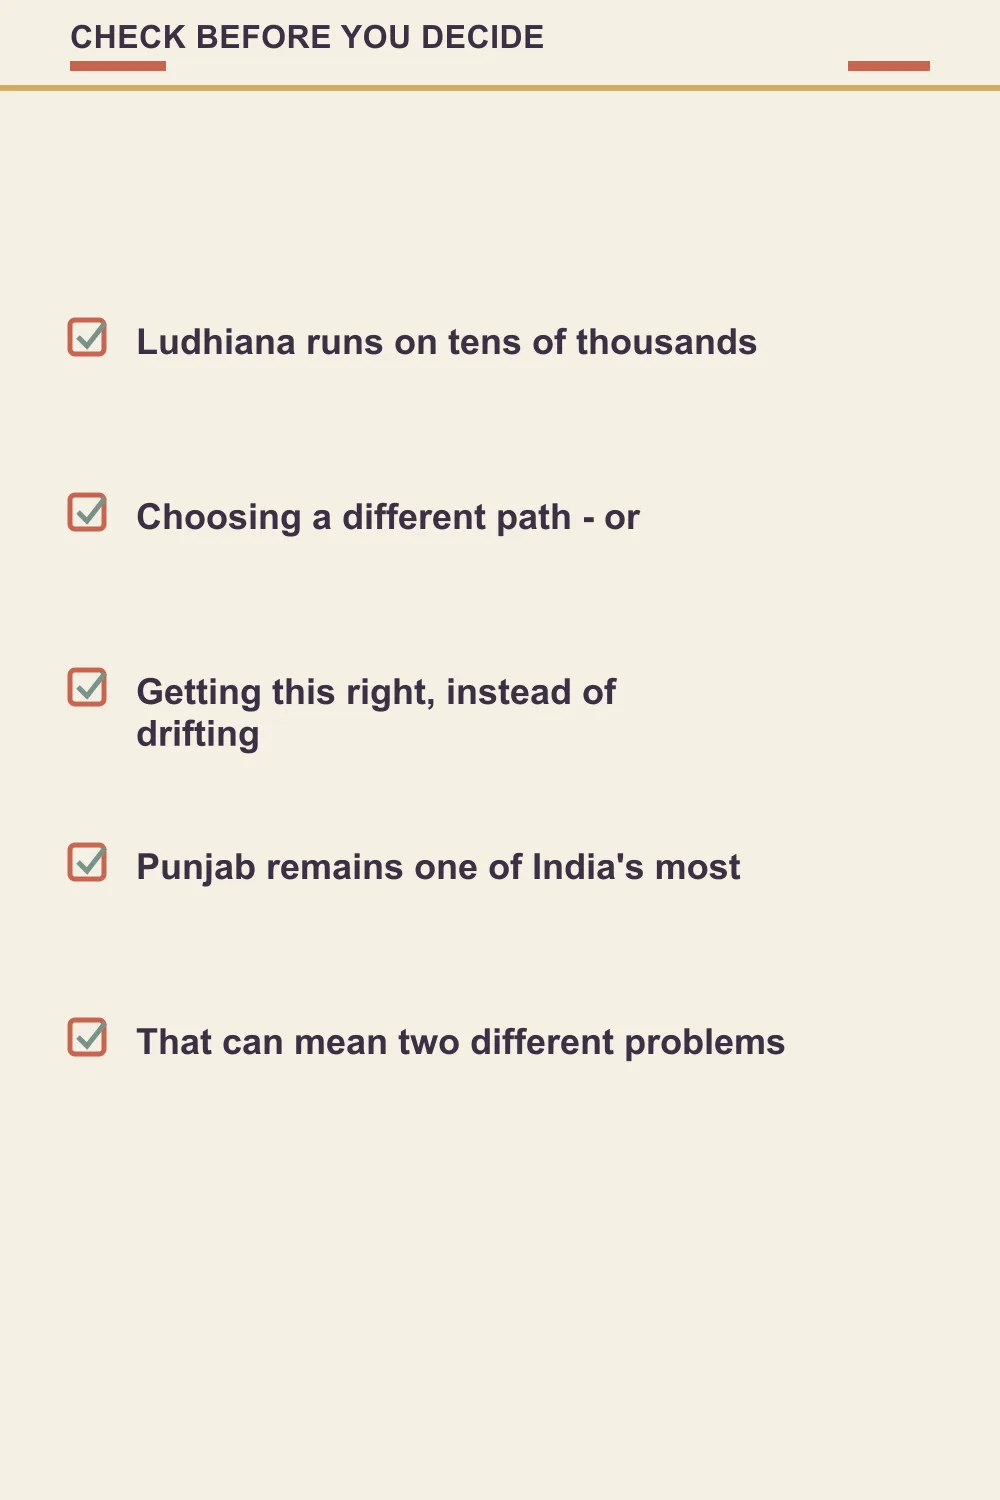 CHECK BEFORE YOU DECIDE
Ludhiana runs on tens of thousands
Choosing a different path - or
Getting this right, instead of
drifting
Punjab remains one of India's most
That can mean two different problems